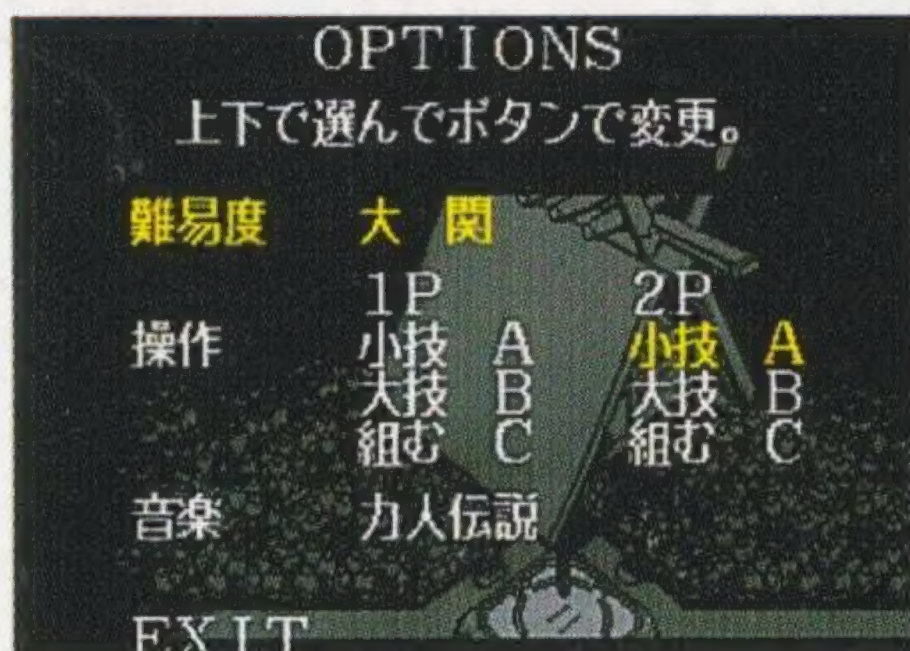 OPTIONS
上下で選んでボタンで変更。
難易度 大 関
1P 2P
操作 小技 A 小技 A
大技 B 大技 B
組む C 組む C
音楽 力人伝説
EXIT